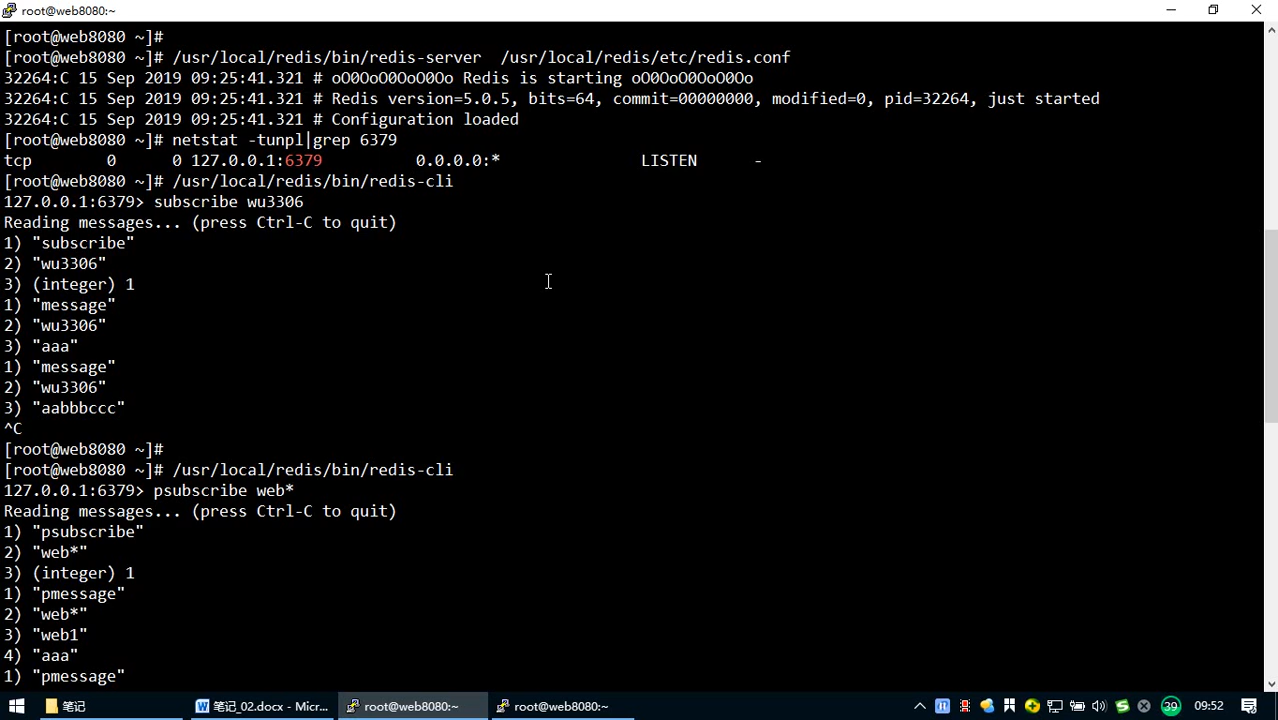 root@web8080:~
[root@web8080 ~]#
[root@web8080 ~]# /usr/local/redis/bin/redis-server  /usr/local/redis/etc/redis.conf
32264:C 15 Sep 2019 09:25:41.321 # oO0OoO0OoO0Oo Redis is starting oO0OoO0OoO0Oo
32264:C 15 Sep 2019 09:25:41.321 # Redis version=5.0.5, bits=64, commit=00000000, modified=0, pid=32264, just started
32264:C 15 Sep 2019 09:25:41.321 # Configuration loaded
[root@web8080 ~]# netstat -tunpl|grep 6379
tcp        0      0 127.0.0.1:6379          0.0.0.0:*               LISTEN      -
[root@web8080 ~]# /usr/local/redis/bin/redis-cli
127.0.0.1:6379> subscribe wu3306
Reading messages... (press Ctrl-C to quit)
1) "subscribe"
2) "wu3306"
3) (integer) 1
1) "message"
2) "wu3306"
3) "aaa"
1) "message"
2) "wu3306"
3) "aabbbccc"
^C
[root@web8080 ~]#
[root@web8080 ~]# /usr/local/redis/bin/redis-cli
127.0.0.1:6379> psubscribe web*
Reading messages... (press Ctrl-C to quit)
1) "psubscribe"
2) "web*"
3) (integer) 1
1) "pmessage"
2) "web*"
3) "web1"
4) "aaa"
1) "pmessage"
笔记 笔记_02.docx - Micr... root@web8080:~ root@web8080:~ 39 09:52